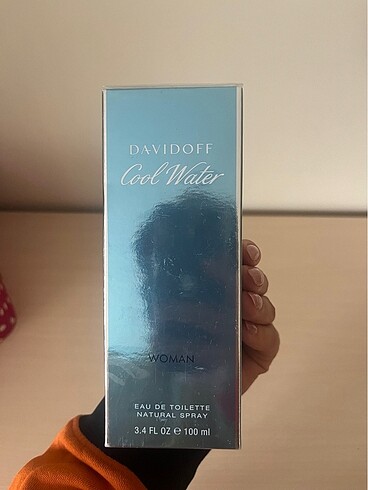 DAVIDOFF
Cool Water
WOMAN
EAU DE TOILETTE
NATURAL SPRAY
3.4 FL OZ ℮ 100 ml